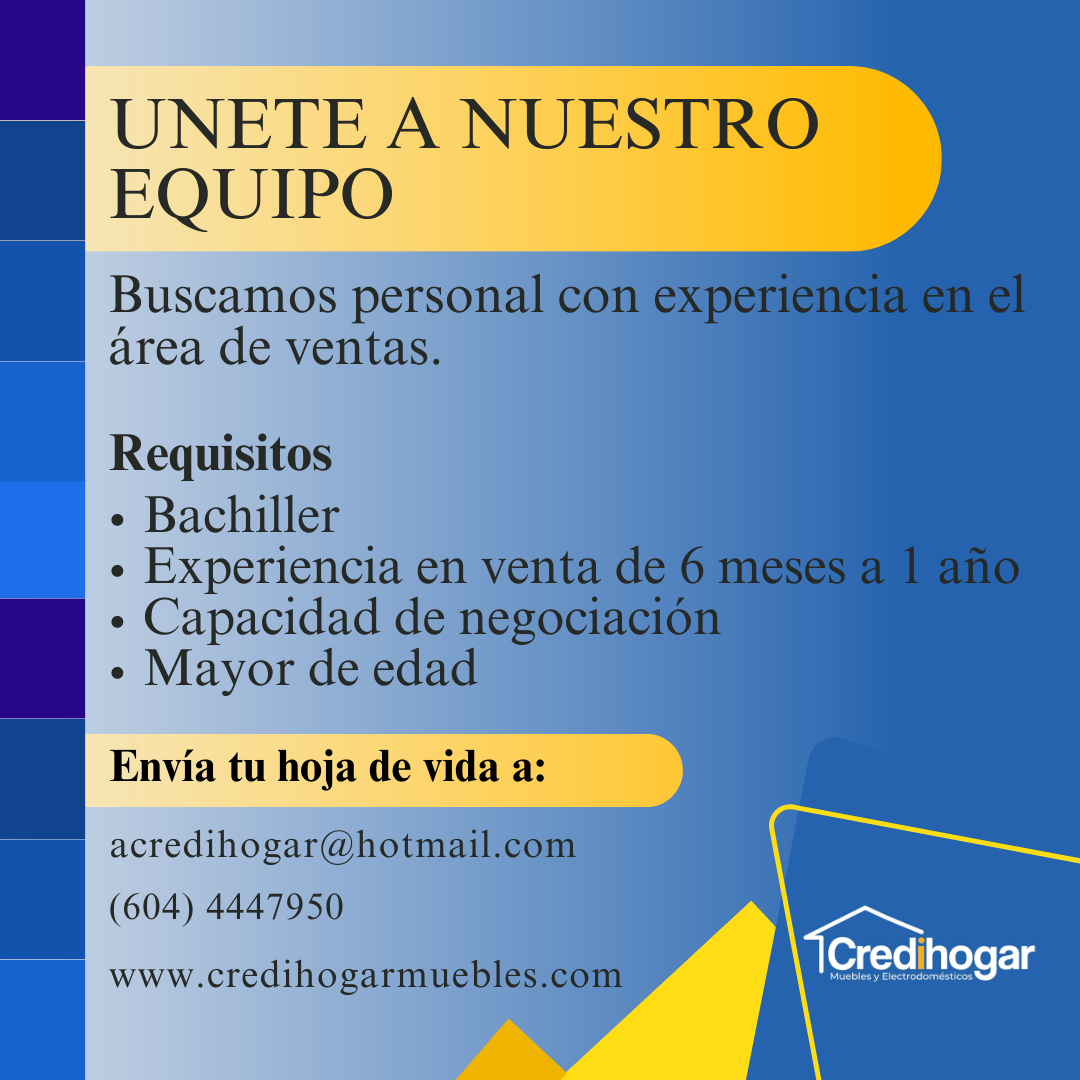 UNETE A NUESTRO
EQUIPO
Buscamos personal con experiencia en el
área de ventas.
Requisitos
• Bachiller
• Experiencia en venta de 6 meses a 1 año
• Capacidad de negociación
• Mayor de edad
Envía tu hoja de vida a:
acredihogar@hotmail.com
(604) 4447950
www.credihogarmuebles.com
Credihogar
Muebles y Electrodomésticos